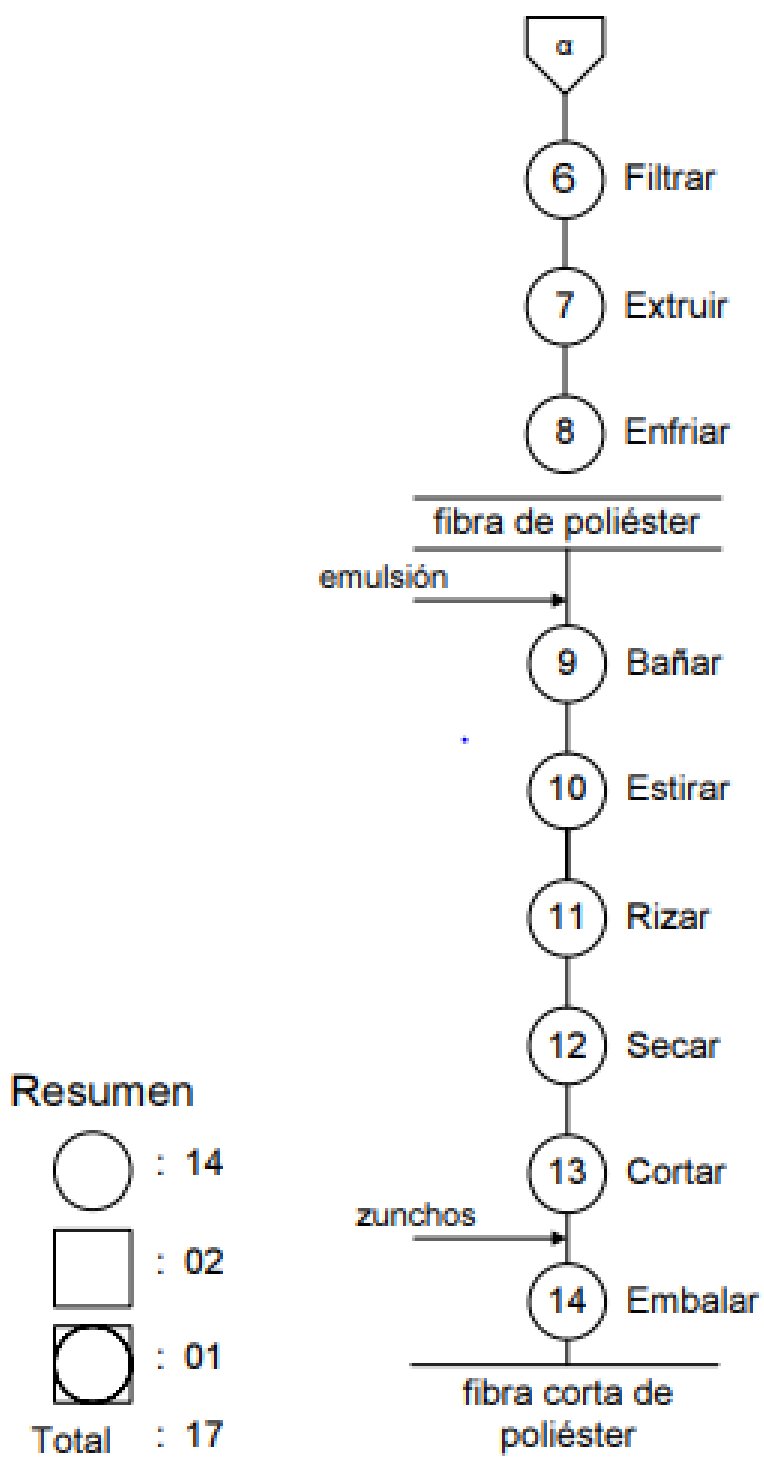 α
6 Filtrar
7 Extruir
8 Enfriar
fibra de poliéster
emulsión
9 Bañar
10 Estirar
11 Rizar
12 Secar
13 Cortar
zunchos
14 Embalar
fibra corta de
poliéster
Resumen
: 14
: 02
: 01
Total : 17